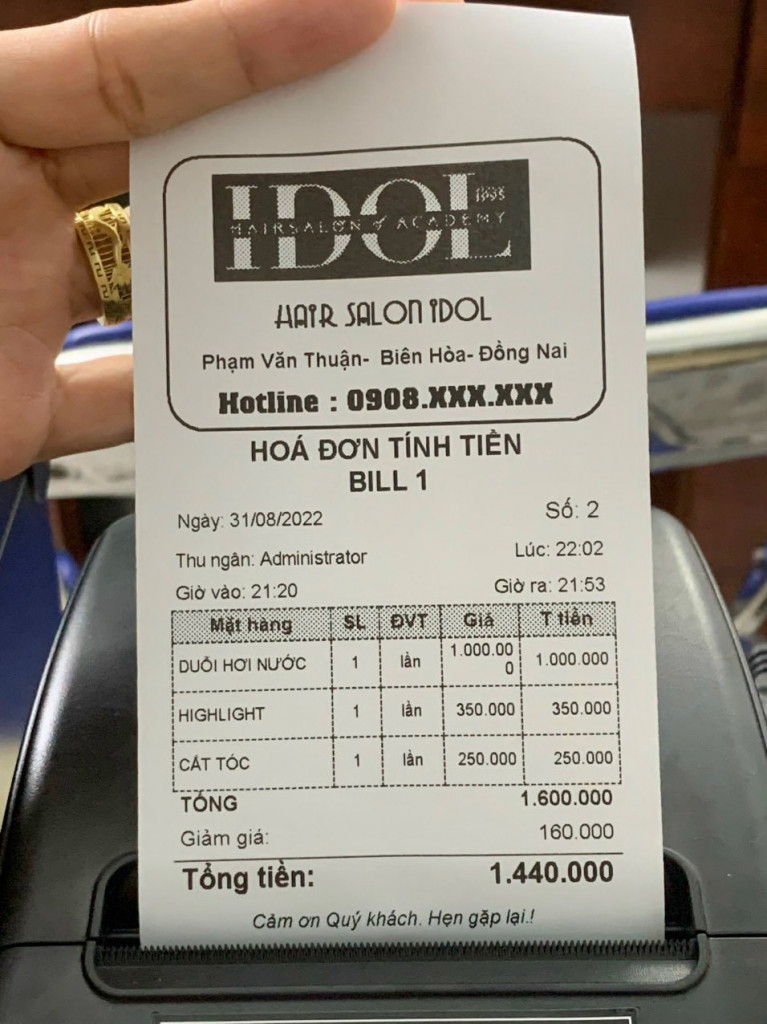 IDOL
1995
HAIRSALON & ACADEMY
HAIR SALON IDOL
Phạm Văn Thuận- Biên Hòa- Đồng Nai
Hotline : 0908.XXX.XXX
HOÁ ĐƠN TÍNH TIỀN
BILL 1
Ngày: 31/08/2022 Số: 2
Thu ngân: Administrator Lúc: 22:02
Giờ vào: 21:20 Giờ ra: 21:53
Mặt hàng SL ĐVT Giá T tiền
DUỖI HƠI NƯỚC 1 lần 1.000.000 1.000.000
HIGHLIGHT 1 lần 350.000 350.000
CẮT TÓC 1 lần 250.000 250.000
TỔNG 1.600.000
Giảm giá: 160.000
Tổng tiền: 1.440.000
Cảm ơn Quý khách. Hẹn gặp lại.!